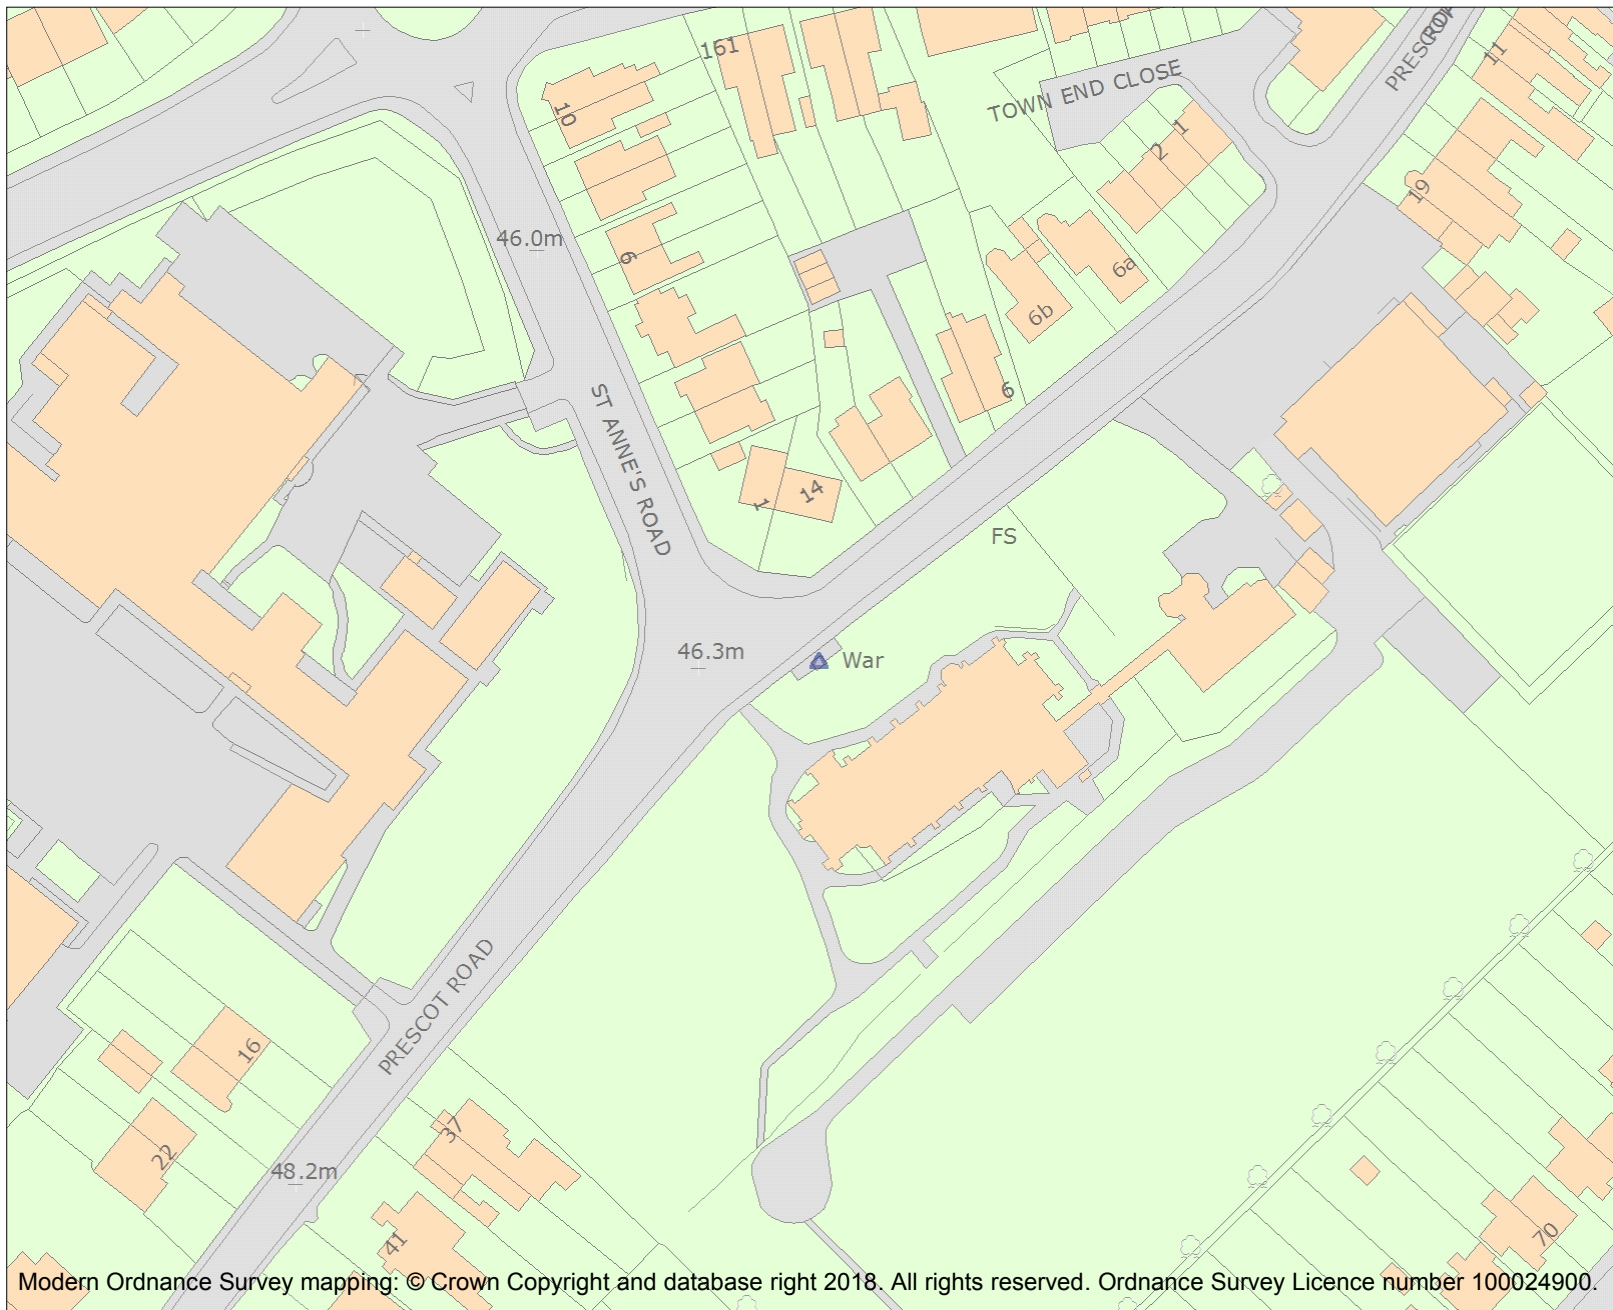 161
TOWN END CLOSE
PRESCO
11
10
1
2
19
46.0m
6
6a
6b
6
ST ANNE'S ROAD
14
1
FS
46.3m
War
PRESCOT ROAD
16
37
22
48.2m
41
70
Modern Ordnance Survey mapping: © Crown Copyright and database right 2018. All rights reserved. Ordnance Survey Licence number 100024900.